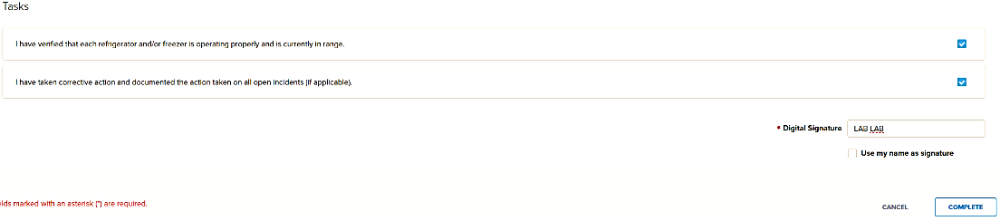 Tasks
I have verified that each refrigerator and/or freezer is operating properly and is currently in range.
I have taken corrective action and documented the action taken on all open incidents (if applicable).
* Digital Signature LAB LAB
Use my name as signature
elds marked with an asterisk (*) are required.
CANCEL COMPLETE